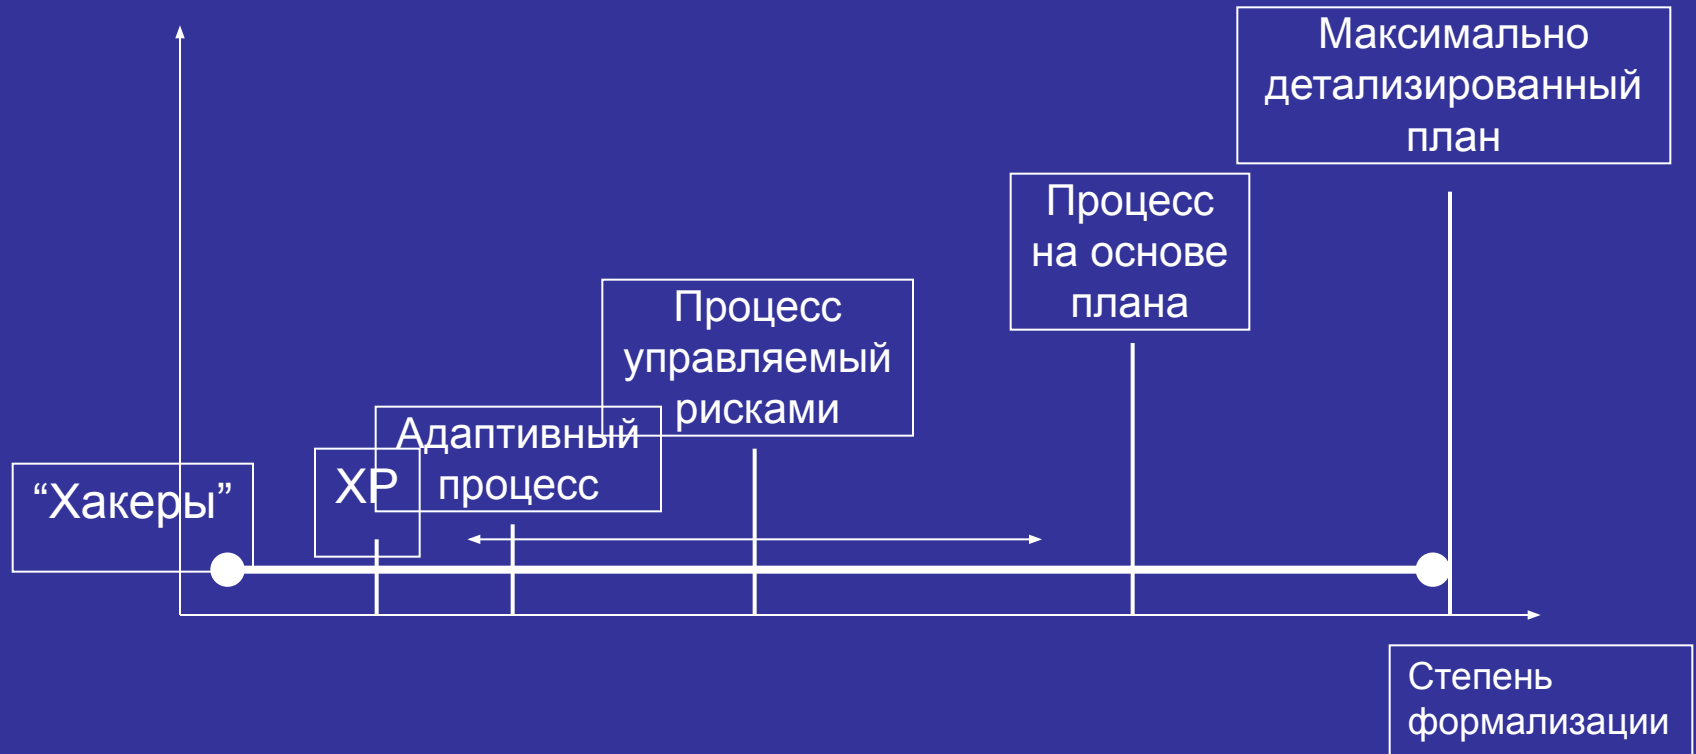 Максимально
детализированный
план
Процесс
на основе
плана
Процесс
управляемый
рисками
Адаптивный
процесс
XP
“Хакеры”
Степень
формализации